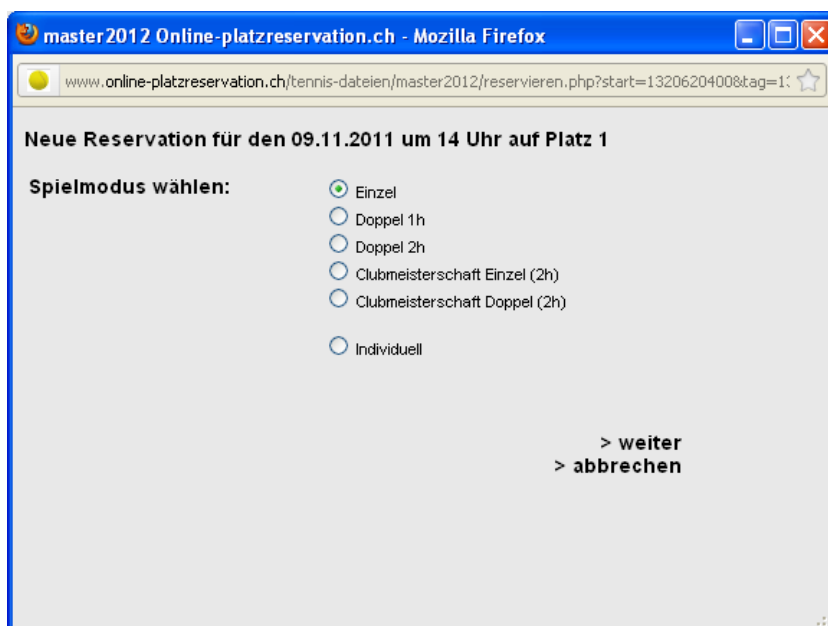 master2012 Online-platzreservation.ch - Mozilla Firefox
www.online-platzreservation.ch/tennis-dateien/master2012/reservieren.php?start=1320620400&tag=13
Neue Reservation für den 09.11.2011 um 14 Uhr auf Platz 1
Spielmodus wählen:
Einzel
Doppel 1h
Doppel 2h
Clubmeisterschaft Einzel (2h)
Clubmeisterschaft Doppel (2h)
Individuell
> weiter
> abbrechen